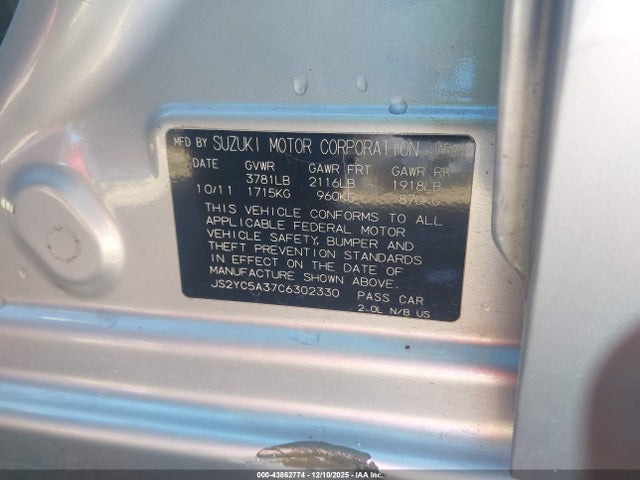 MFD BY SUZUKI MOTOR CORPORATION JAPAN
DATE GVWR GAWR FRT GAWR RR
3781LB 2116LB 1918LB
10/11 1715KG 960KG 870KG
THIS VEHICLE CONFORMS TO ALL
APPLICABLE FEDERAL MOTOR
VEHICLE SAFETY, BUMPER AND
THEFT PREVENTION STANDARDS
IN EFFECT ON THE DATE OF
MANUFACTURE SHOWN ABOVE.
JS2YC5A37C6302330 PASS CAR
2.0L N/B US
000-43862774 | 12/10/2025 | IAA Inc.